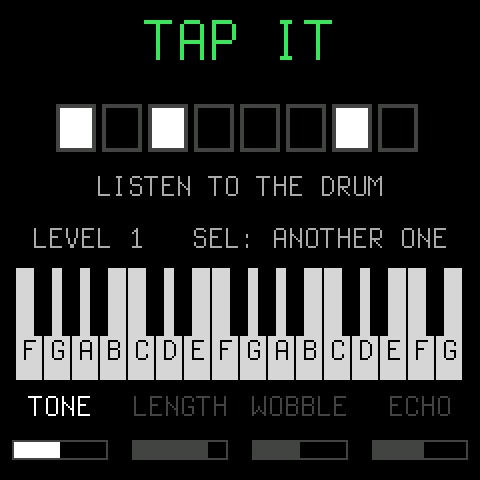 TAP IT
LISTEN TO THE DRUM
LEVEL 1 SEL: ANOTHER ONE
F G A B C D E F G A B C D E F G
TONE LENGTH WOBBLE ECHO